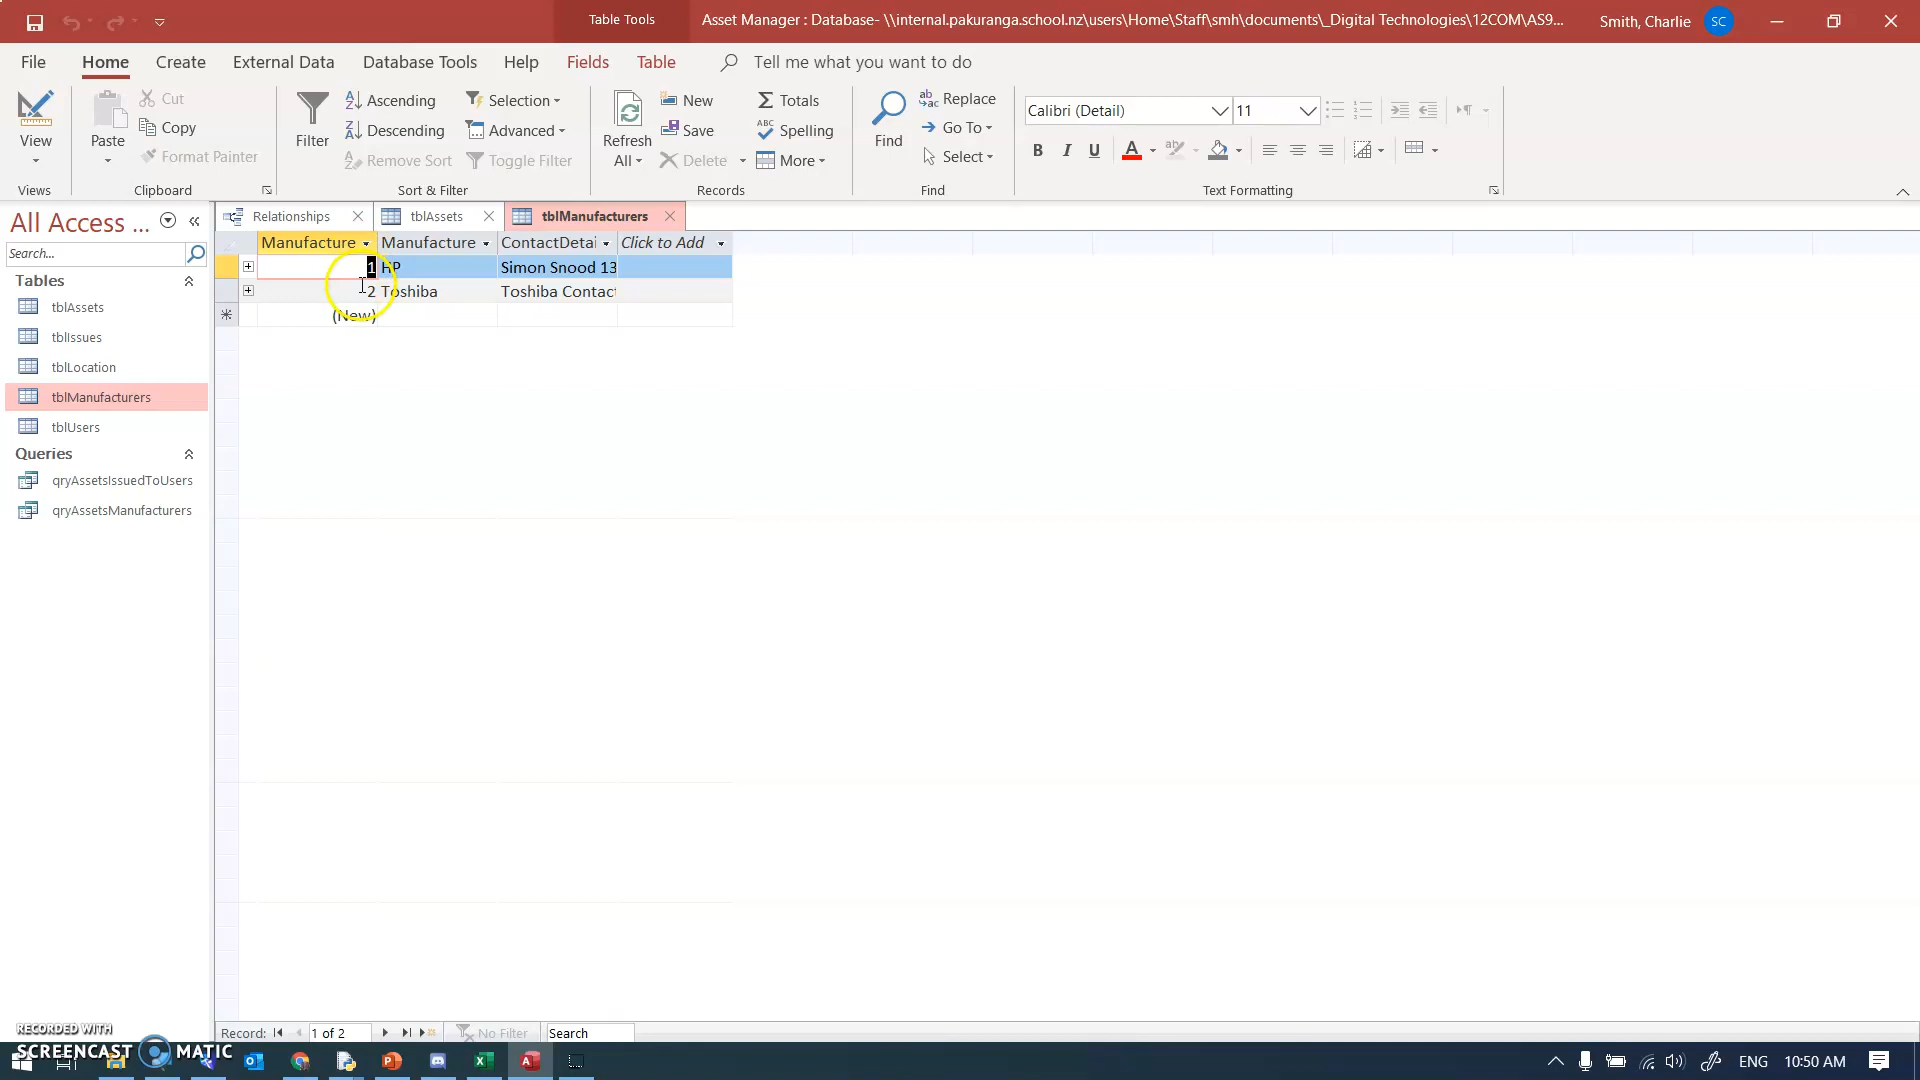 Table Tools
Asset Manager : Database- \\internal.pakuranga.school.nz\users\Home\Staff\smh\documents\_Digital Technologies\12COM\AS9...
Smith, Charlie
SC
File Home Create External Data Database Tools Help Fields Table Tell me what you want to do
View
Views
Paste
Cut
Copy
Format Painter
Clipboard
Filter
Ascending
Descending
Remove Sort
Selection
Advanced
Toggle Filter
Sort & Filter
Refresh
All
New
Save
Delete
Totals
Spelling
More
Records
Find
Replace
Go To
Select
Find
Calibri (Detail) 11
B I U A
Text Formatting
All Access ...
Search...
Tables
tblAssets
tblIssues
tblLocation
tblManufacturers
tblUsers
Queries
qryAssetsIssuedToUsers
qryAssetsManufacturers
Relationships tblAssets tblManufacturers
Manufacture Manufacture ContactDetai Click to Add
1 HP Simon Snood 13
2 Toshiba Toshiba Contact
(New)
Record: 1 of 2 No Filter Search
RECORDED WITH
SCREENCAST MATIC
ENG 10:50 AM